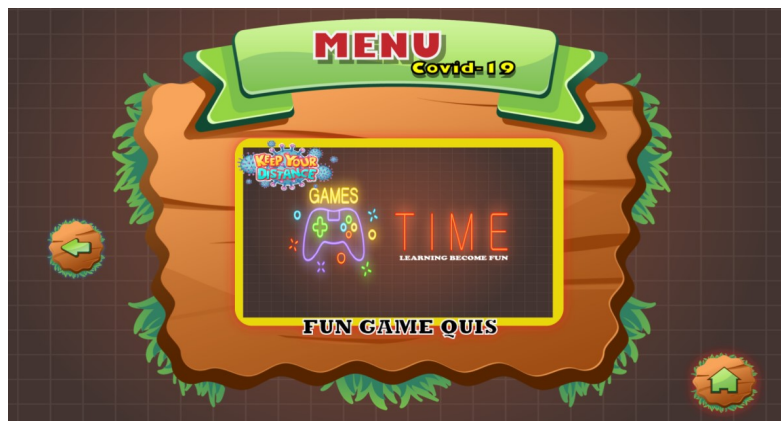 MENU
Covid-19
KEEP YOUR
DISTANCE
GAMES
TIME
LEARNING BECOME FUN
FUN GAME QUIS